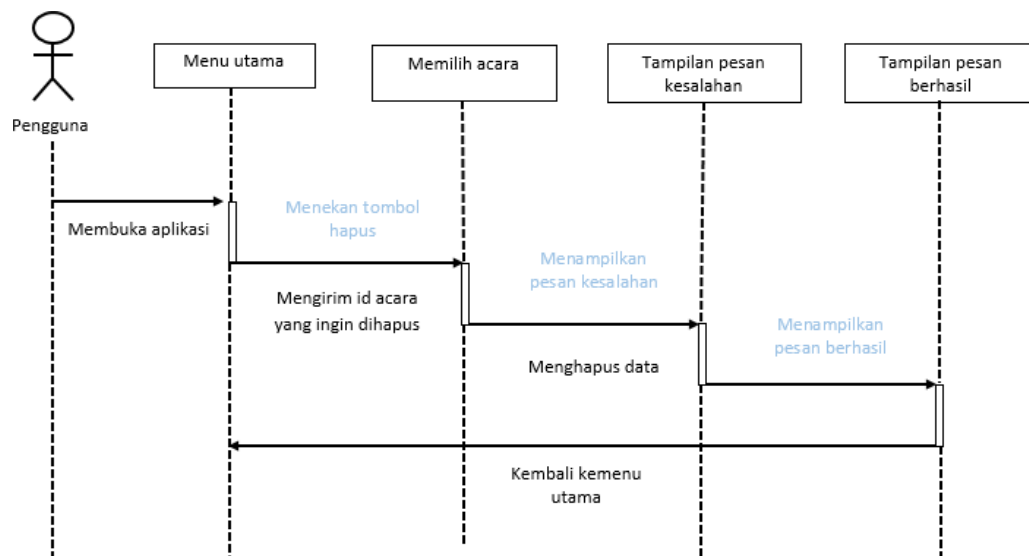 Pengguna
Menu utama
Memilih acara
Tampilan pesan
kesalahan
Tampilan pesan
berhasil
Membuka aplikasi
Menekan tombol
hapus
Mengirim id acara
yang ingin dihapus
Menampilkan
pesan kesalahan
Menghapus data
Menampilkan
pesan berhasil
Kembali kemenu
utama